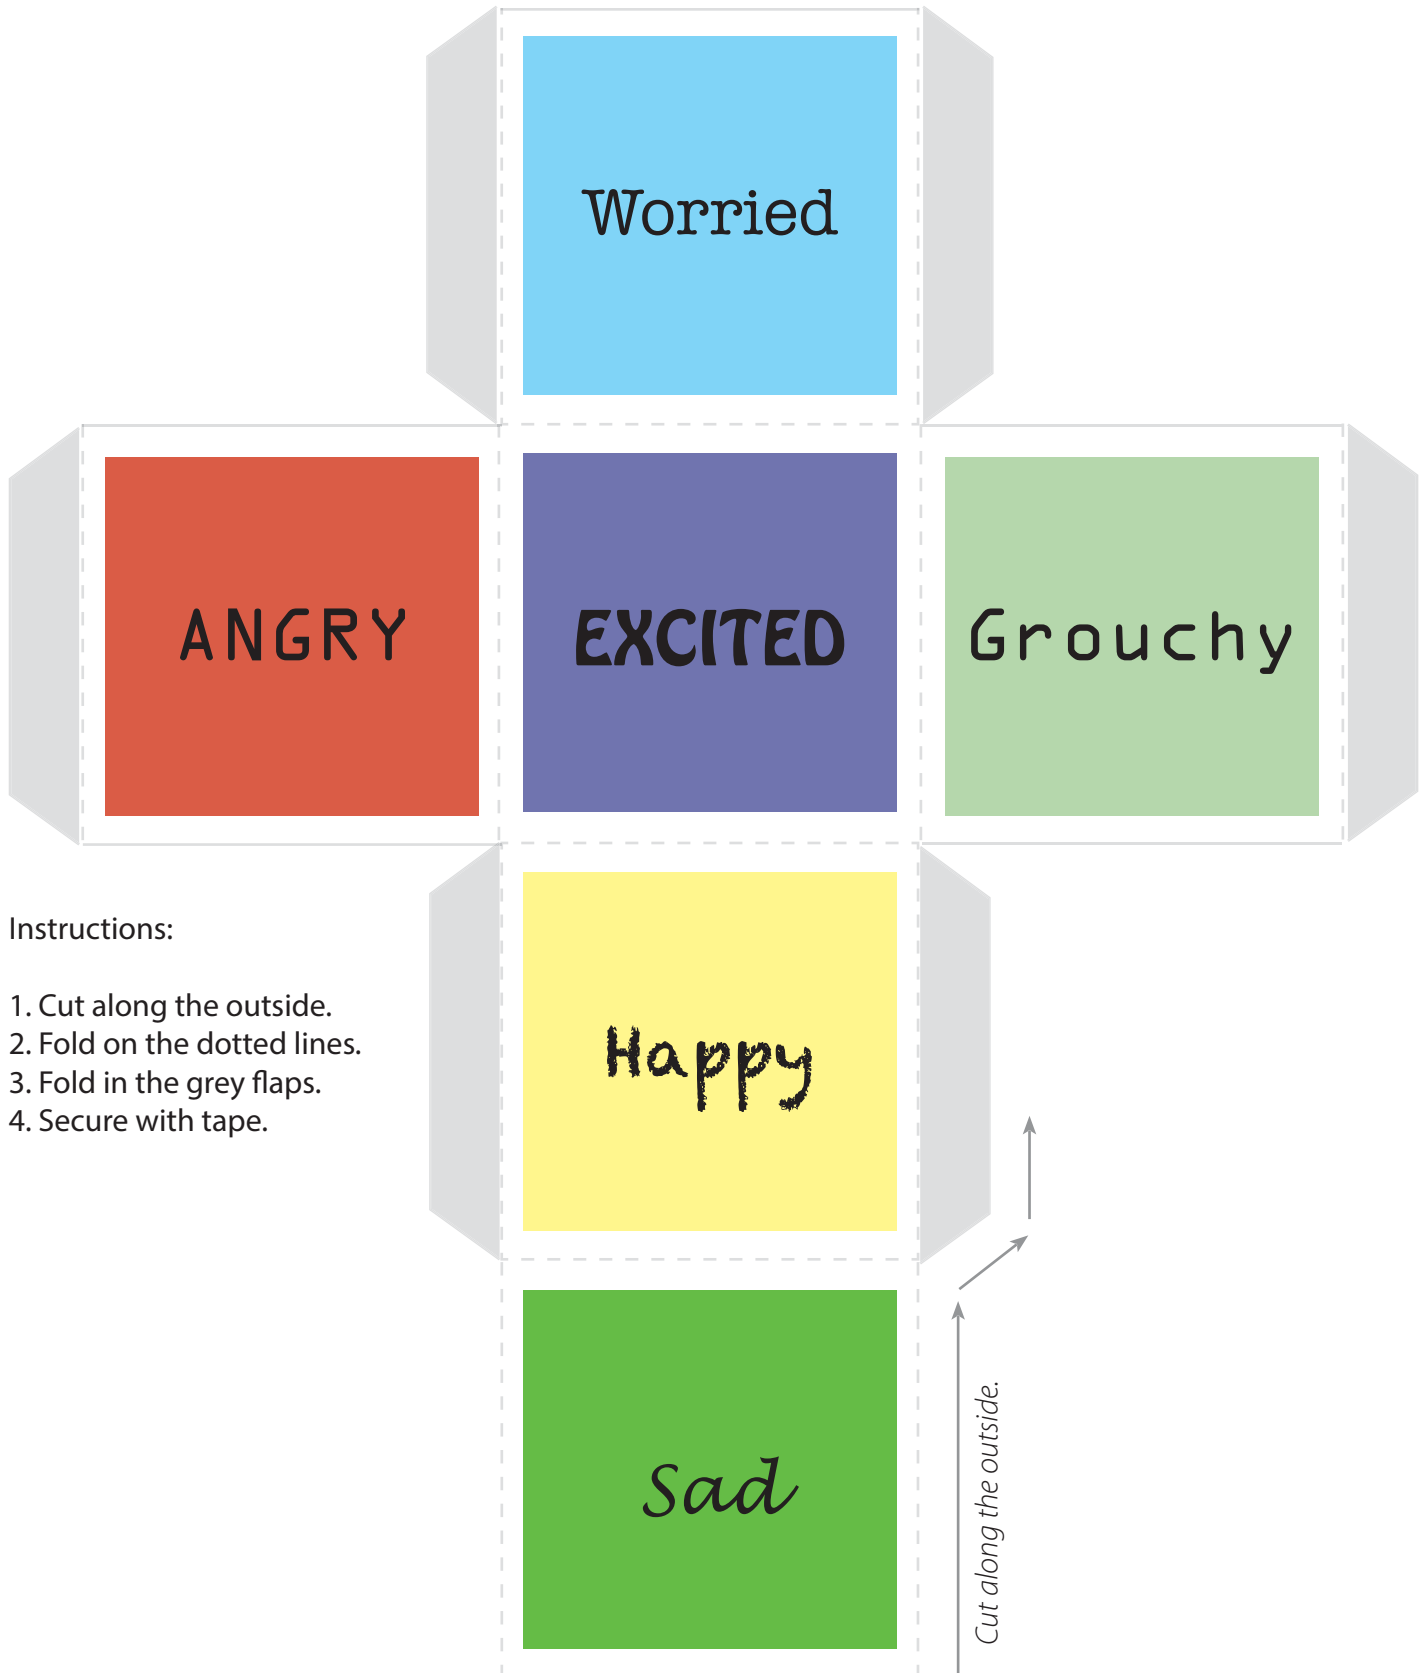 Worried
ANGRY
EXCITED
Grouchy
Instructions:
1. Cut along the outside.
2. Fold on the dotted lines.
3. Fold in the grey flaps.
4. Secure with tape.
Happy
Sad
Cut along the outside.